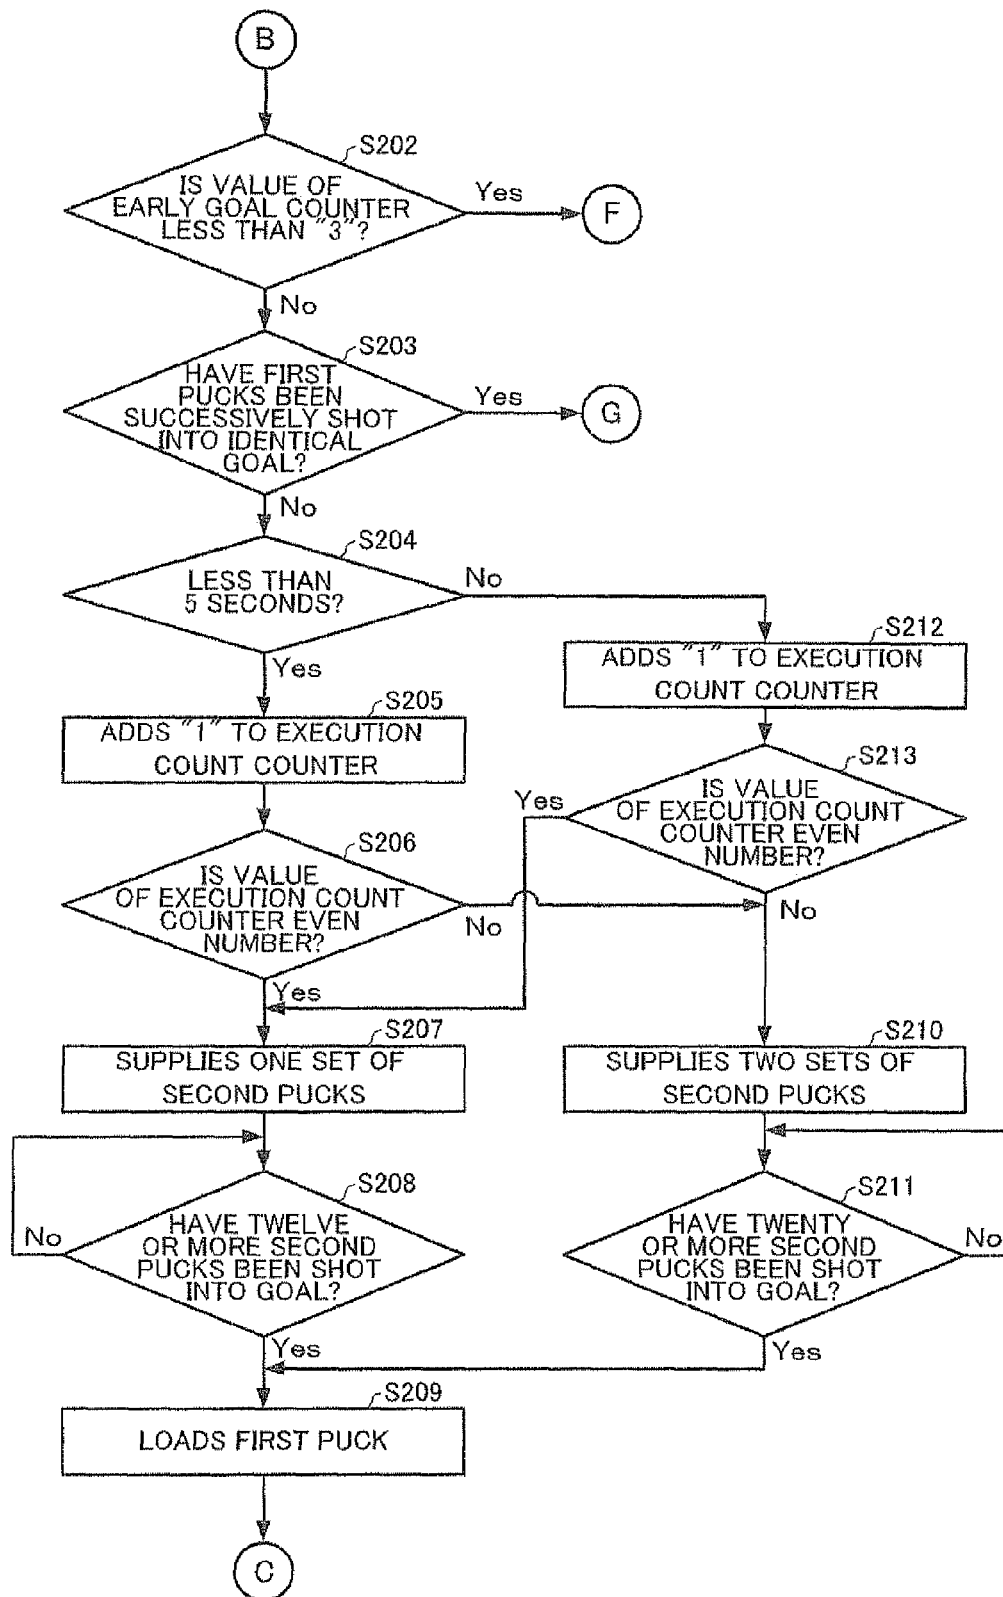 B
S202
IS VALUE OF
EARLY GOAL COUNTER
LESS THAN "3"?
Yes
F
No
S203
HAVE FIRST
PUCKS BEEN
SUCCESSIVELY SHOT
INTO IDENTICAL
GOAL?
Yes
G
No
S204
LESS THAN
5 SECONDS?
No
Yes
S212
ADDS "1" TO EXECUTION
COUNT COUNTER
S205
ADDS "1" TO EXECUTION
COUNT COUNTER
S213
IS VALUE
OF EXECUTION COUNT
COUNTER EVEN
NUMBER?
Yes
No
S206
IS VALUE
OF EXECUTION COUNT
COUNTER EVEN
NUMBER?
No
Yes
S207
SUPPLIES ONE SET OF
SECOND PUCKS
S210
SUPPLIES TWO SETS OF
SECOND PUCKS
S208
HAVE TWELVE
OR MORE SECOND
PUCKS BEEN SHOT
INTO GOAL?
No
Yes
S211
HAVE TWENTY
OR MORE SECOND
PUCKS BEEN SHOT
INTO GOAL?
No
Yes
S209
LOADS FIRST PUCK
C